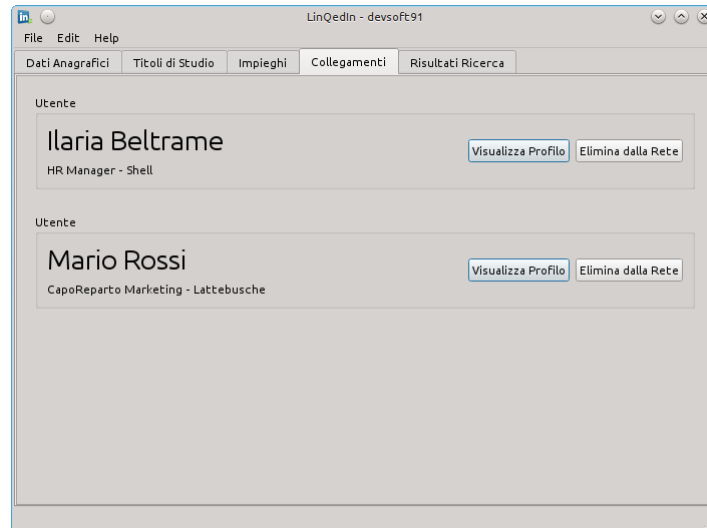 in
LinQedIn - devsoft91
File Edit Help
Dati Anagrafici Titoli di Studio Impieghi Collegamenti Risultati Ricerca
Utente
Ilaria Beltrame
HR Manager - Shell
Visualizza Profilo Elimina dalla Rete
Utente
Mario Rossi
CapoReparto Marketing - Lattebusche
Visualizza Profilo Elimina dalla Rete